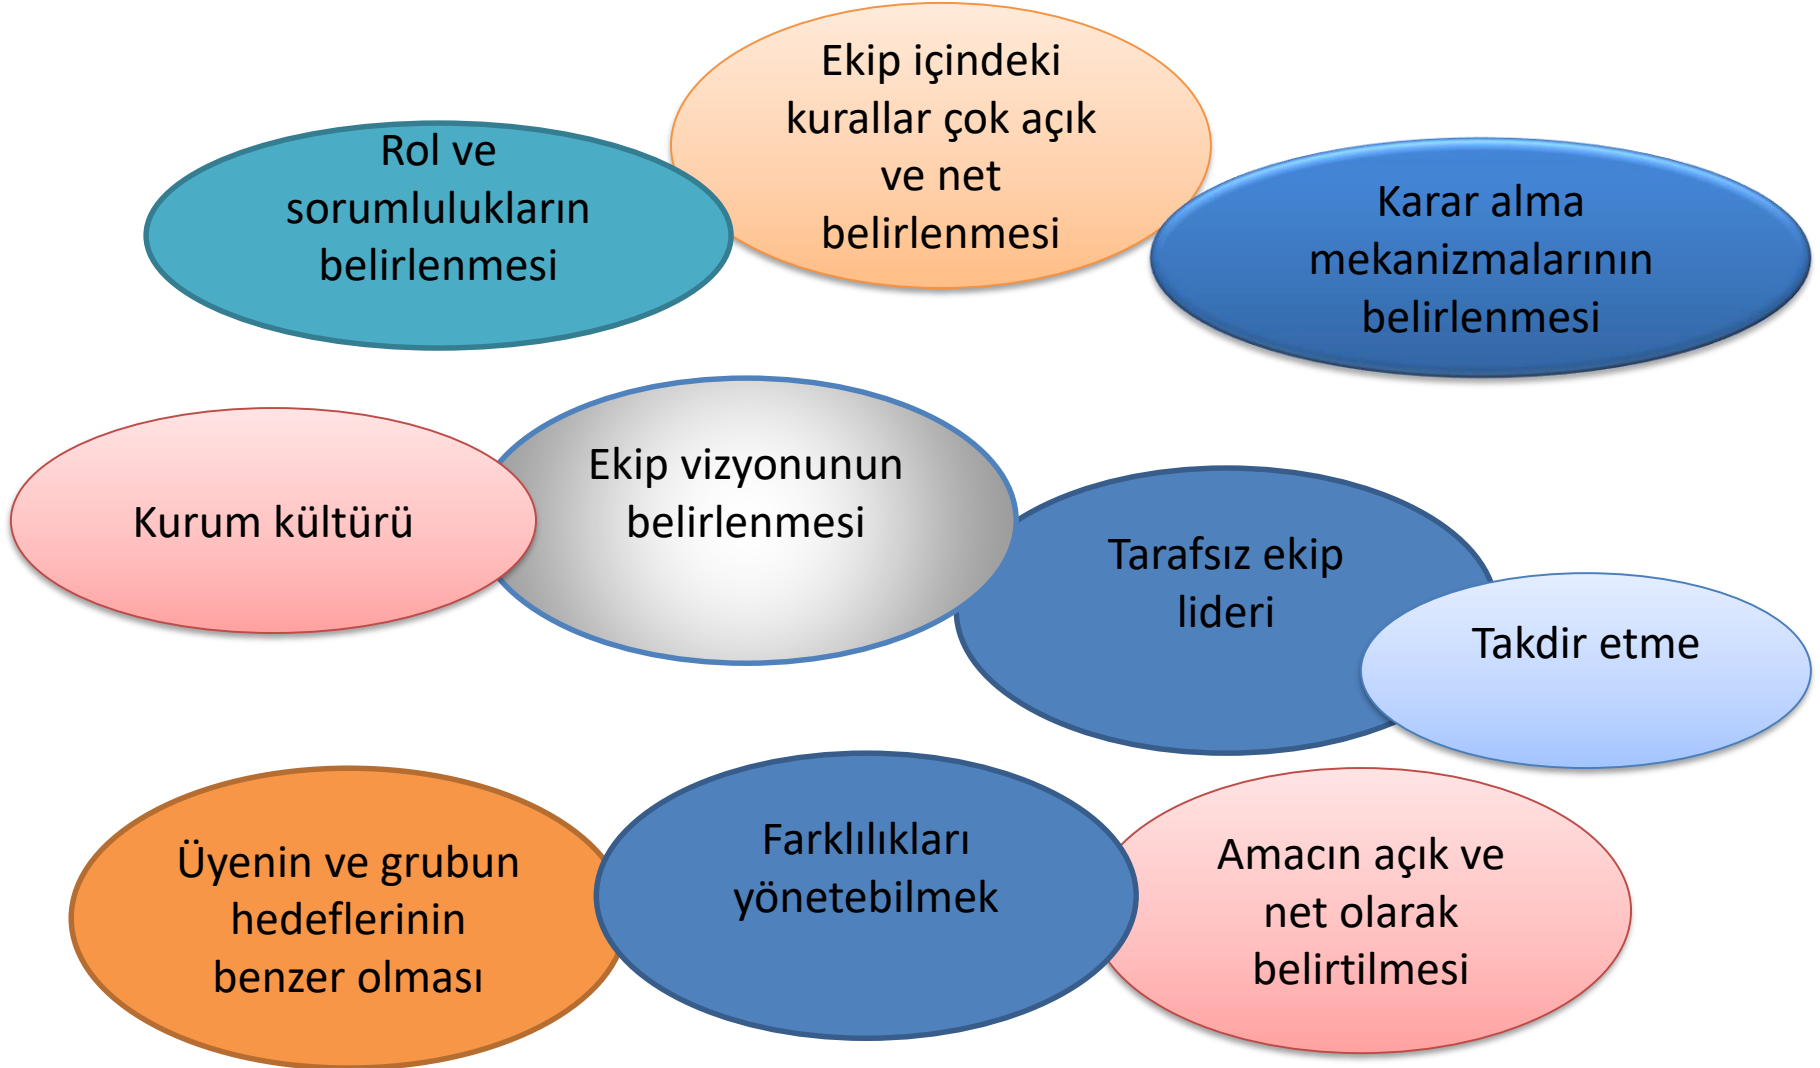 Rol ve
sorumlulukların
belirlenmesi
Ekip içindeki
kurallar çok açık
ve net
belirlenmesi
Karar alma
mekanizmalarının
belirlenmesi
Kurum kültürü
Ekip vizyonunun
belirlenmesi
Tarafsız ekip
lideri
Takdir etme
Üyenin ve grubun
hedeflerinin
benzer olması
Farklılıkları
yönetebilmek
Amacın açık ve
net olarak
belirtilmesi